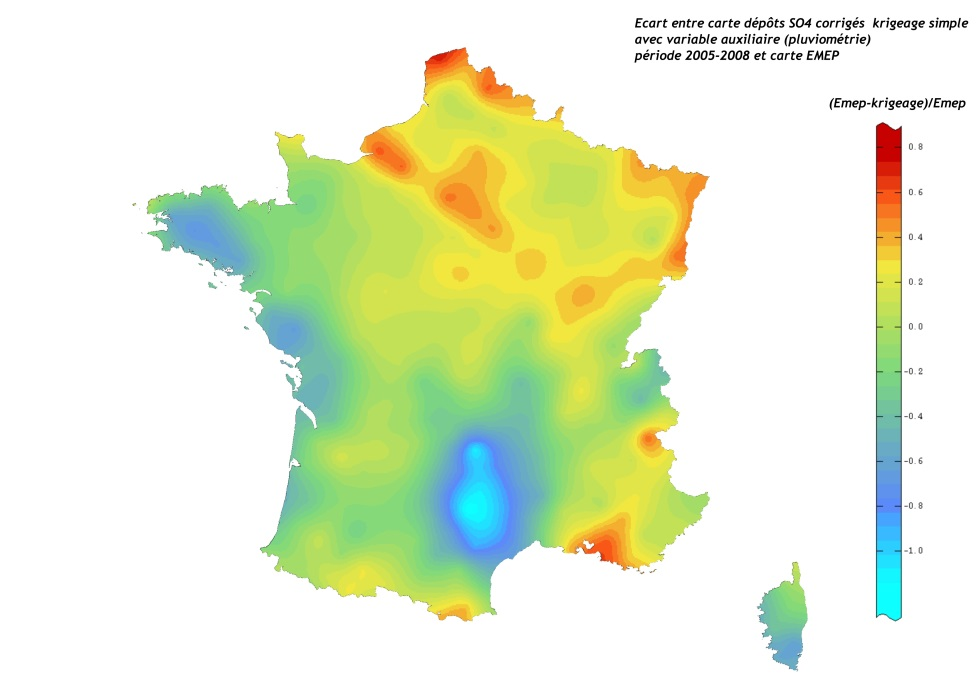 Ecart entre carte dépôts SO4 corrigés krigeage simple
avec variable auxiliaire (pluviométrie)
période 2005-2008 et carte EMEP
(Emep-krigeage)/Emep
0.8
0.6
0.4
0.2
0.0
-0.2
-0.4
-0.6
-0.8
-1.0